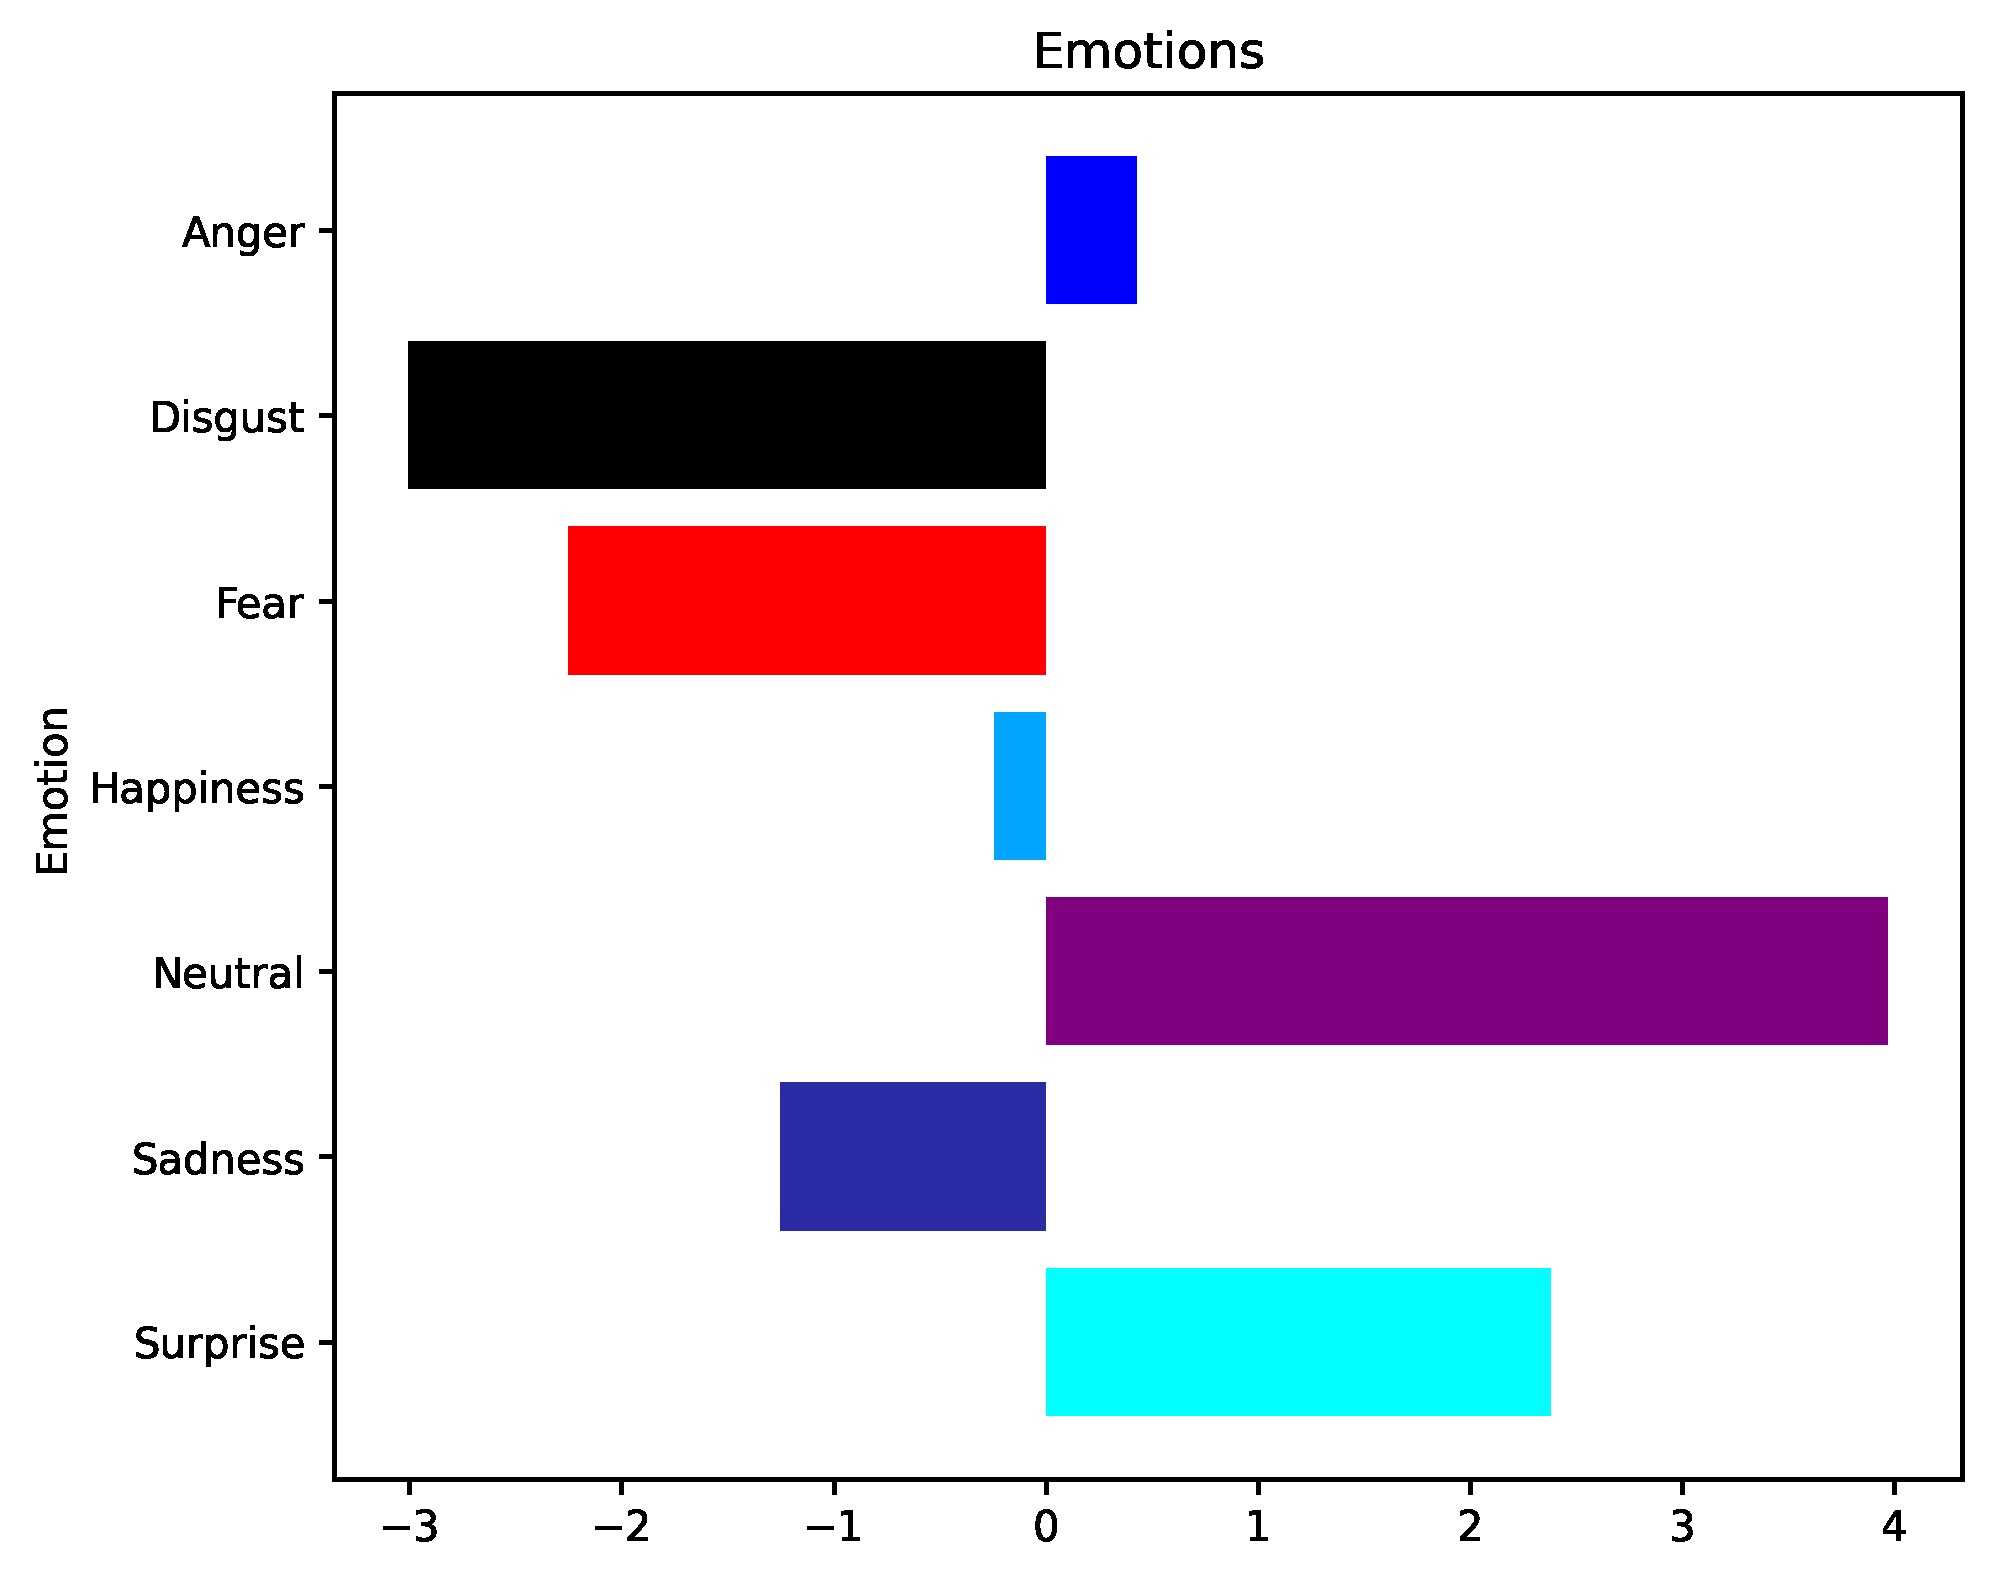 Emotions
Anger
Disgust
Fear
Happiness
Neutral
Sadness
Surprise
Emotion
−3 −2 −1 0 1 2 3 4